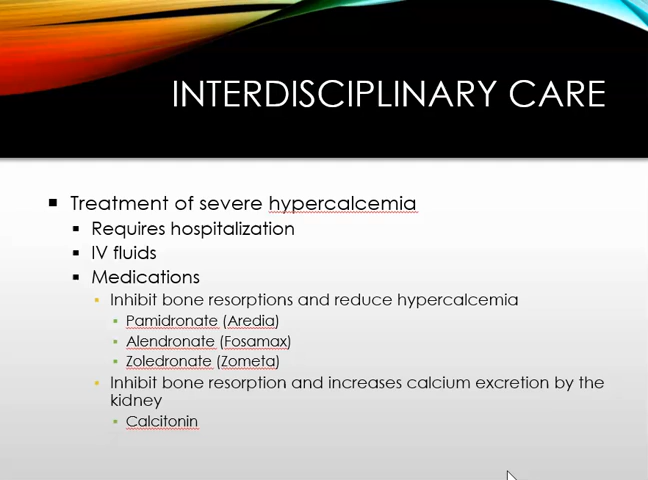 INTERDISCIPLINARY CARE
Treatment of severe hypercalcemia
Requires hospitalization
IV fluids
Medications
Inhibit bone resorptions and reduce hypercalcemia
Pamidronate (Aredia)
Alendronate (Fosamax)
Zoledronate (Zometa)
Inhibit bone resorption and increases calcium excretion by the
kidney
Calcitonin